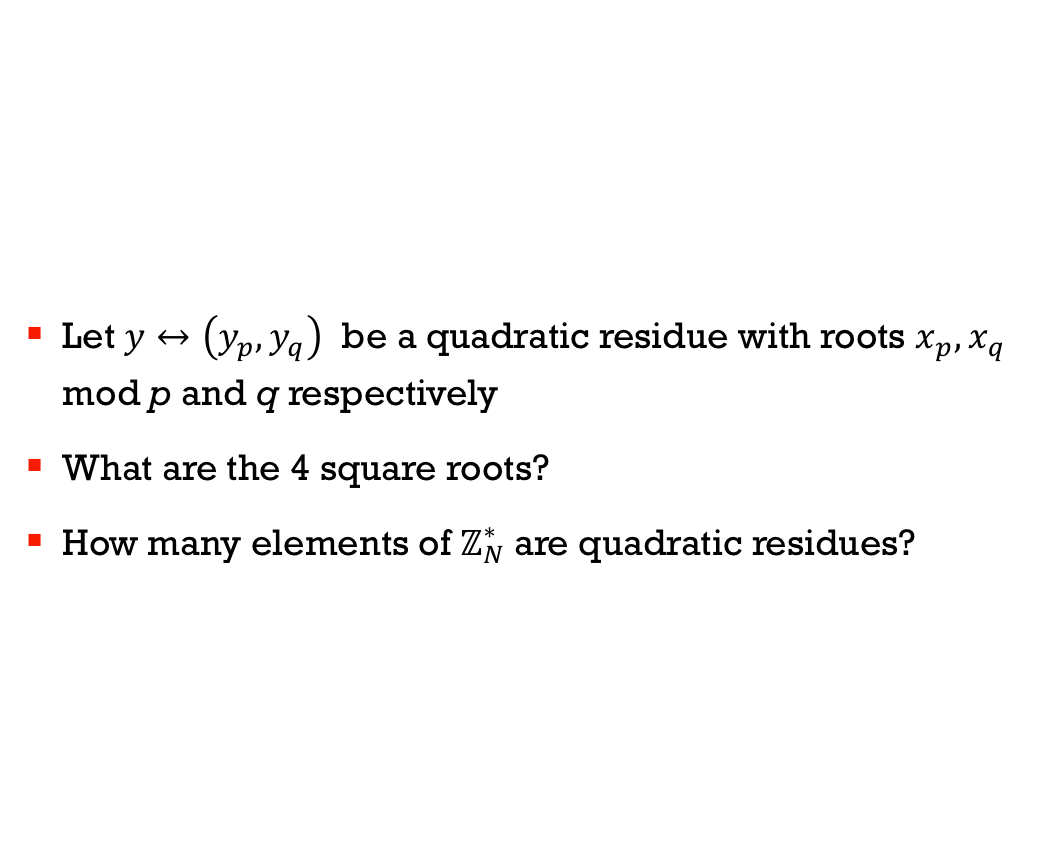 ▪ Let y ↔ (y_p, y_q) be a quadratic residue with roots x_p, x_q
mod p and q respectively
▪ What are the 4 square roots?
▪ How many elements of ℤ*_N are quadratic residues?